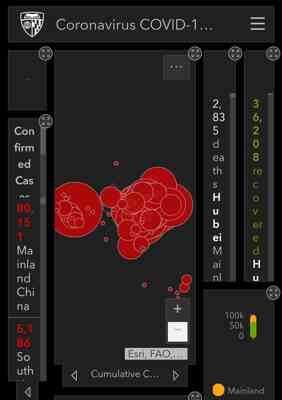 Coronavirus COVID-1...
...
Con
firm
ed
Cas
80,
15
1
Mai
nla
nd
Chi
na
5,1
86
Sou
th
2,
83
5
d
ea
th
s
H
u
b
ei
M
ai
nl
3
6,
2
0
8
r
e
c
o
v
e
r
e
d
H
u
+
−
Esri, FAO,...
Cumulative C...
100k
50k
0
Mainland